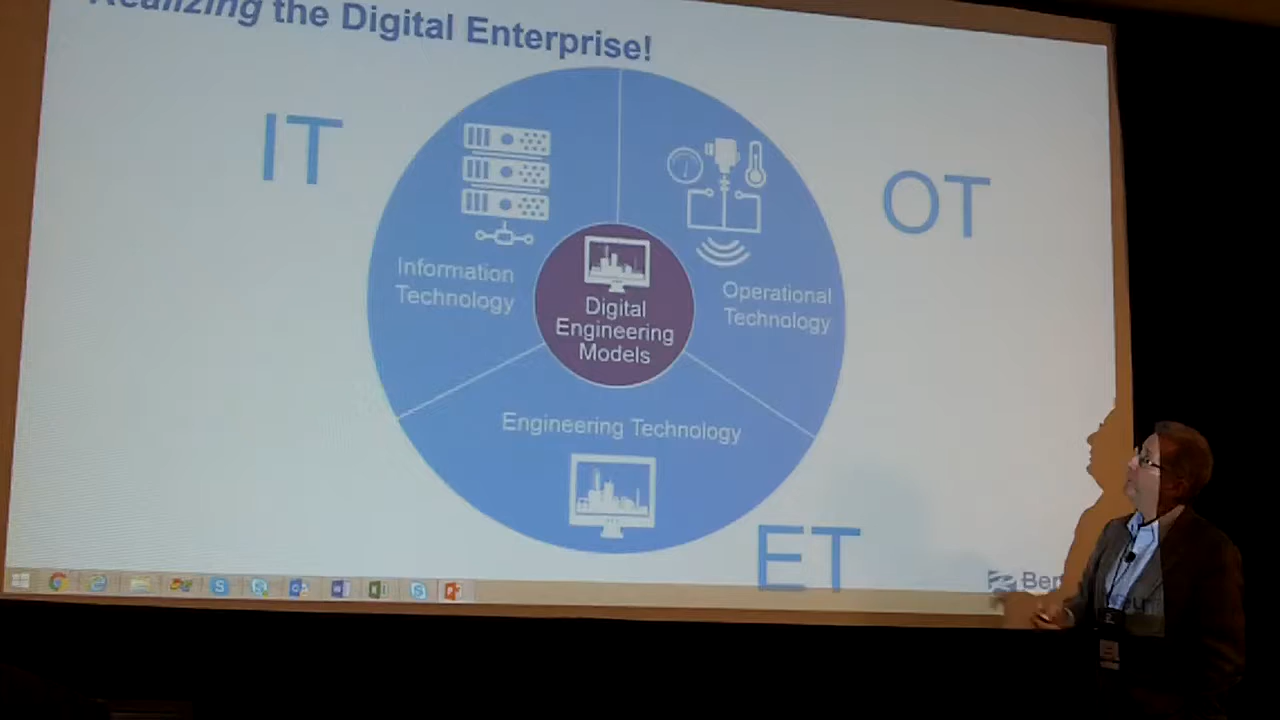 the Digital Enterprise!
IT
OT
Information
Technology
Operational
Technology
Digital
Engineering
Models
Engineering Technology
ET